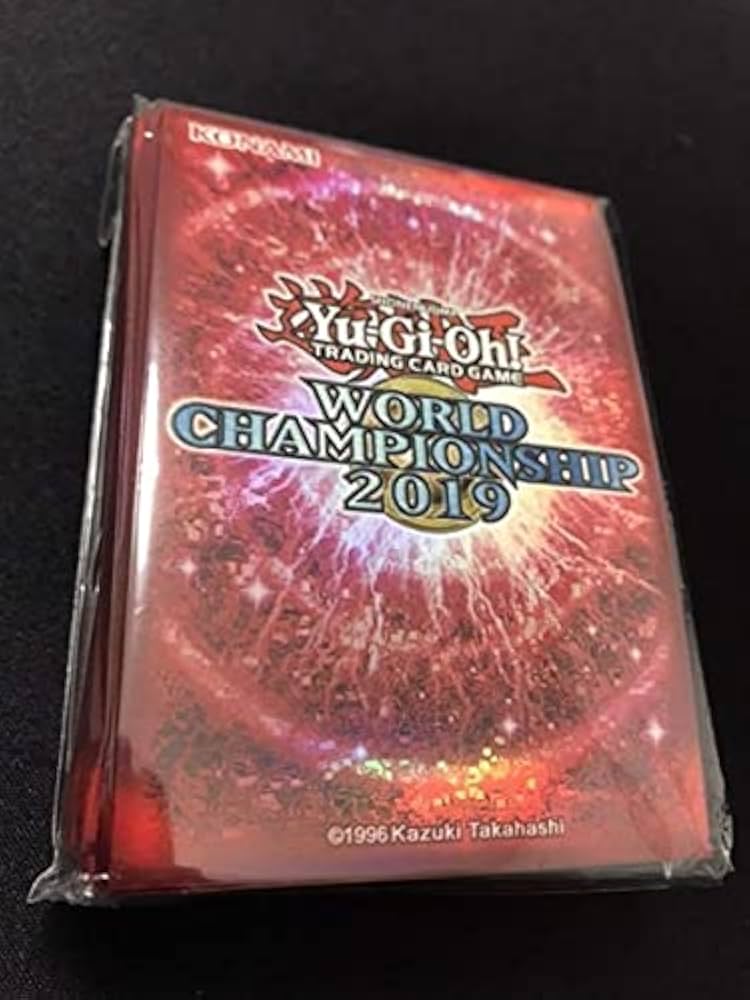 KONAMI
Yu-Gi-Oh!
TRADING CARD GAME
WORLD
CHAMPIONSHIP
2019
©1996 Kazuki Takahashi